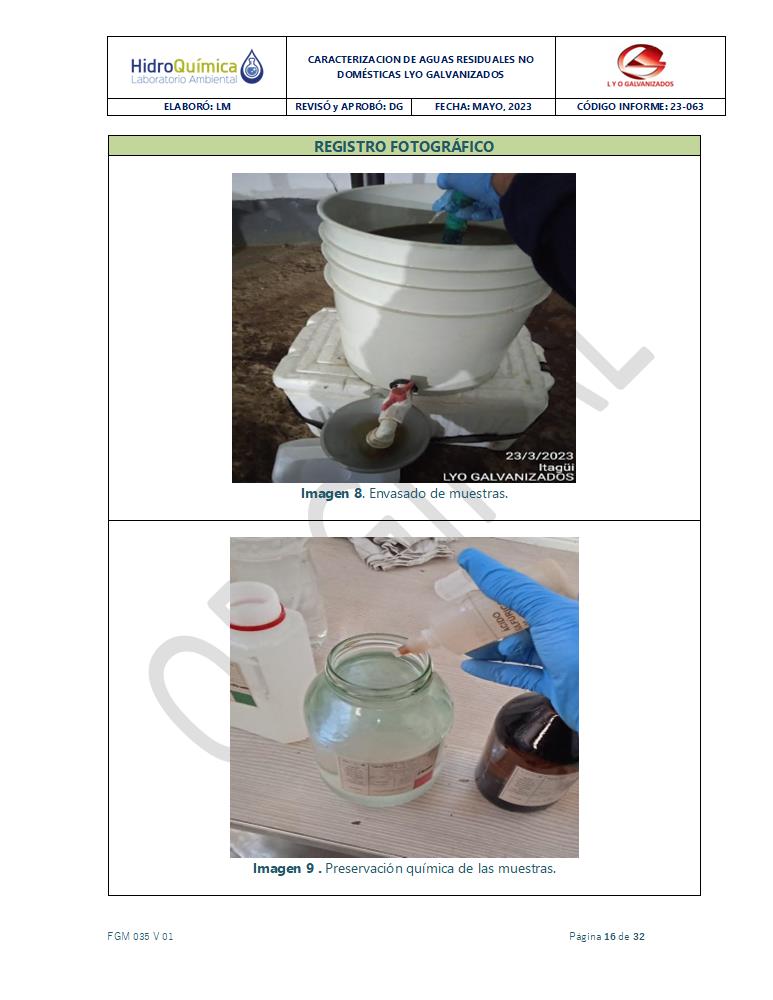 HidroQuímica
Laboratorio Ambiental
CARACTERIZACION DE AGUAS RESIDUALES NO
DOMÉSTICAS LYO GALVANIZADOS
L Y O GALVANIZADOS
ELABORÓ: LM
REVISÓ y APROBÓ: DG
FECHA: MAYO, 2023
CÓDIGO INFORME: 23-063
REGISTRO FOTOGRÁFICO
23/3/2023
Itagüi
LYO GALVANIZADOS
Imagen 8. Envasado de muestras.
ORIGINAL
ACIDO
Imagen 9 . Preservación química de las muestras.
FGM 035 V 01
Página 16 de 32